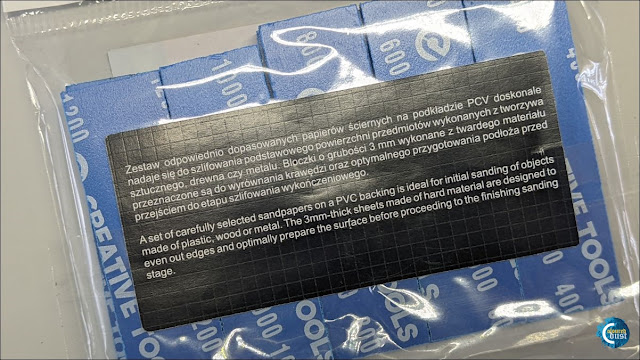 1200
1000
800
600
Zestaw odpowiednio dopasowanych papierów ściernych na podkładzie PCV doskonale
nadaje się do szlifowania podstawowego powierzchni przedmiotów wykonanych z tworzywa
sztucznego, drewna czy metalu. Bloczki o grubości 3 mm wykonane z twardego materiału
przeznaczone są do wyrównania krawędzi oraz optymalnego przygotowania podłoża przed
przejściem do etapu szlifowania wykończeniowego.
A set of carefully selected sandpapers on a PVC backing is ideal for initial sanding of objects
made of plastic, wood or metal. The 3mm-thick sheets made of hard material are designed to
even out edges and optimally prepare the surface before proceeding to the finishing sanding
stage.
CREATIVE TOOLS
TIVE TOOLS
400